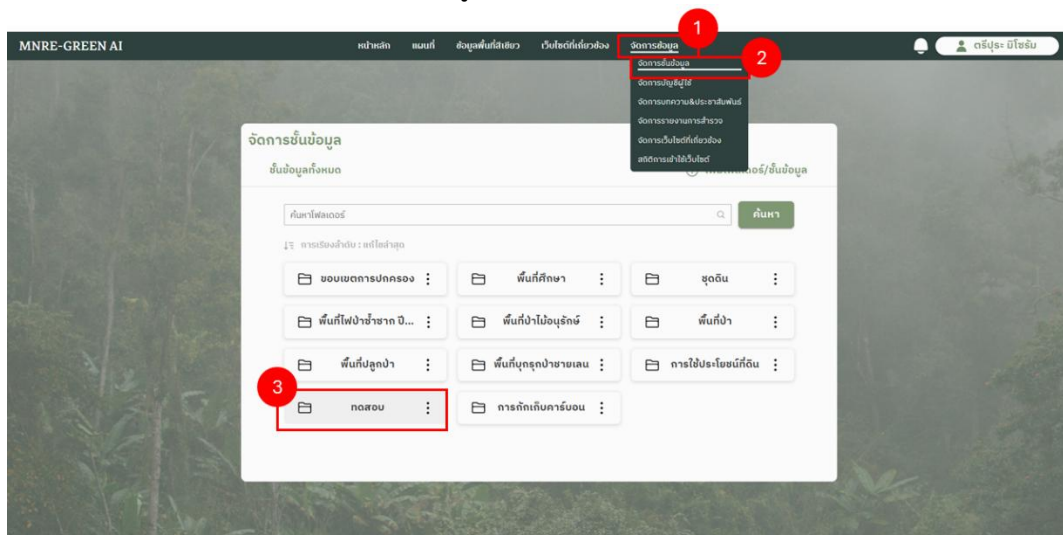 1
MNRE-GREEN AI หน้าหลัก แผนที่ ข้อมูลพื้นที่สีเขียว เว็บไซต์ที่เกี่ยวข้อง จัดการข้อมูล ตรีปุระ มิโซรัม
จัดการชั้นข้อมูล 2
จัดการบัญชีผู้ใช้
จัดการบทความ&ประชาสัมพันธ์
จัดการรายงานการสำรวจ
จัดการเว็บไซต์ที่เกี่ยวข้อง
สถิติการเข้าใช้เว็บไซต์
จัดการชั้นข้อมูล
ชั้นข้อมูลทั้งหมด /ชั้นข้อมูล
ค้นหาโฟลเดอร์ ค้นหา
การเรียงลำดับ : แก้ไขล่าสุด
ขอบเขตการปกครอง พื้นที่ศึกษา ชุดดิน
พื้นที่ไฟป่าซ้ำซาก ปี... พื้นที่ป่าไม้อนุรักษ์ พื้นที่ป่า
พื้นที่ปลูกป่า พื้นที่บุกรุกป่าชายเลน การใช้ประโยชน์ที่ดิน
3
ทดสอบ การกักเก็บคาร์บอน